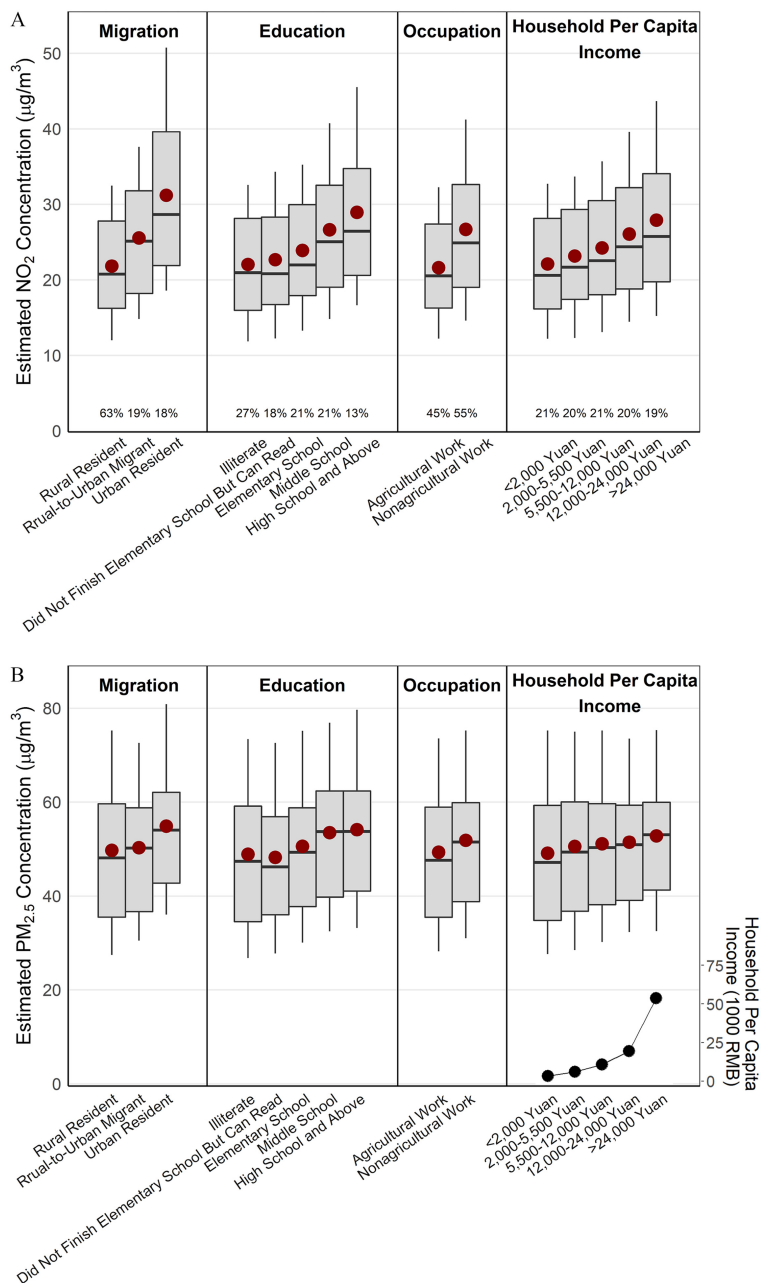 A
Migration
Education
Occupation
Household Per Capita
Income
Estimated NO2 Concentration (μg/m3)
50
40
30
20
10
0
63% 19% 18%
27% 18% 21% 21% 13%
45% 55%
21% 20% 21% 20% 19%
Rural Resident
Rrual-to-Urban Migrant
Urban Resident
Illiterate
Did Not Finish Elementary School But Can Read
Elementary School
Middle School
High School and Above
Agricultural Work
Nonagricultural Work
<2,000 Yuan
2,000-5,500 Yuan
5,500-12,000 Yuan
12,000-24,000 Yuan
>24,000 Yuan
B
Migration
Education
Occupation
Household Per Capita
Income
Estimated PM2.5 Concentration (μg/m3)
80
60
40
20
0
Household Per Capita
Income (1000 RMB)
75
50
25
0
Rural Resident
Rrual-to-Urban Migrant
Urban Resident
Illiterate
Did Not Finish Elementary School But Can Read
Elementary School
Middle School
High School and Above
Agricultural Work
Nonagricultural Work
<2,000 Yuan
2,000-5,500 Yuan
5,500-12,000 Yuan
12,000-24,000 Yuan
>24,000 Yuan